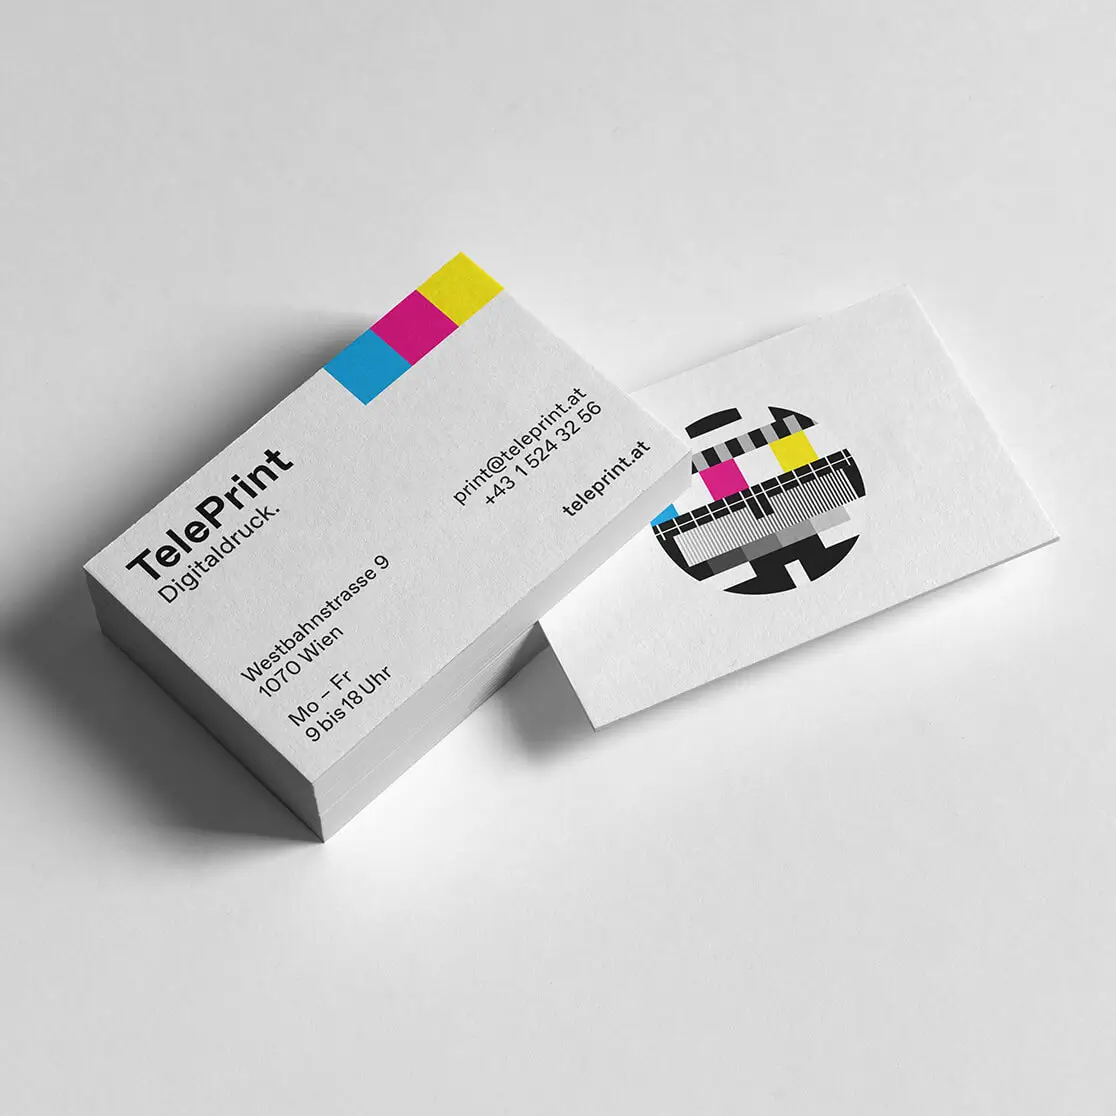 TelePrint
Digitaldruck.
Westbahnstrasse 9
1070 Wien
Mo – Fr
9 bis 18 Uhr
print@teleprint.at
+43 1 524 32 56
teleprint.at